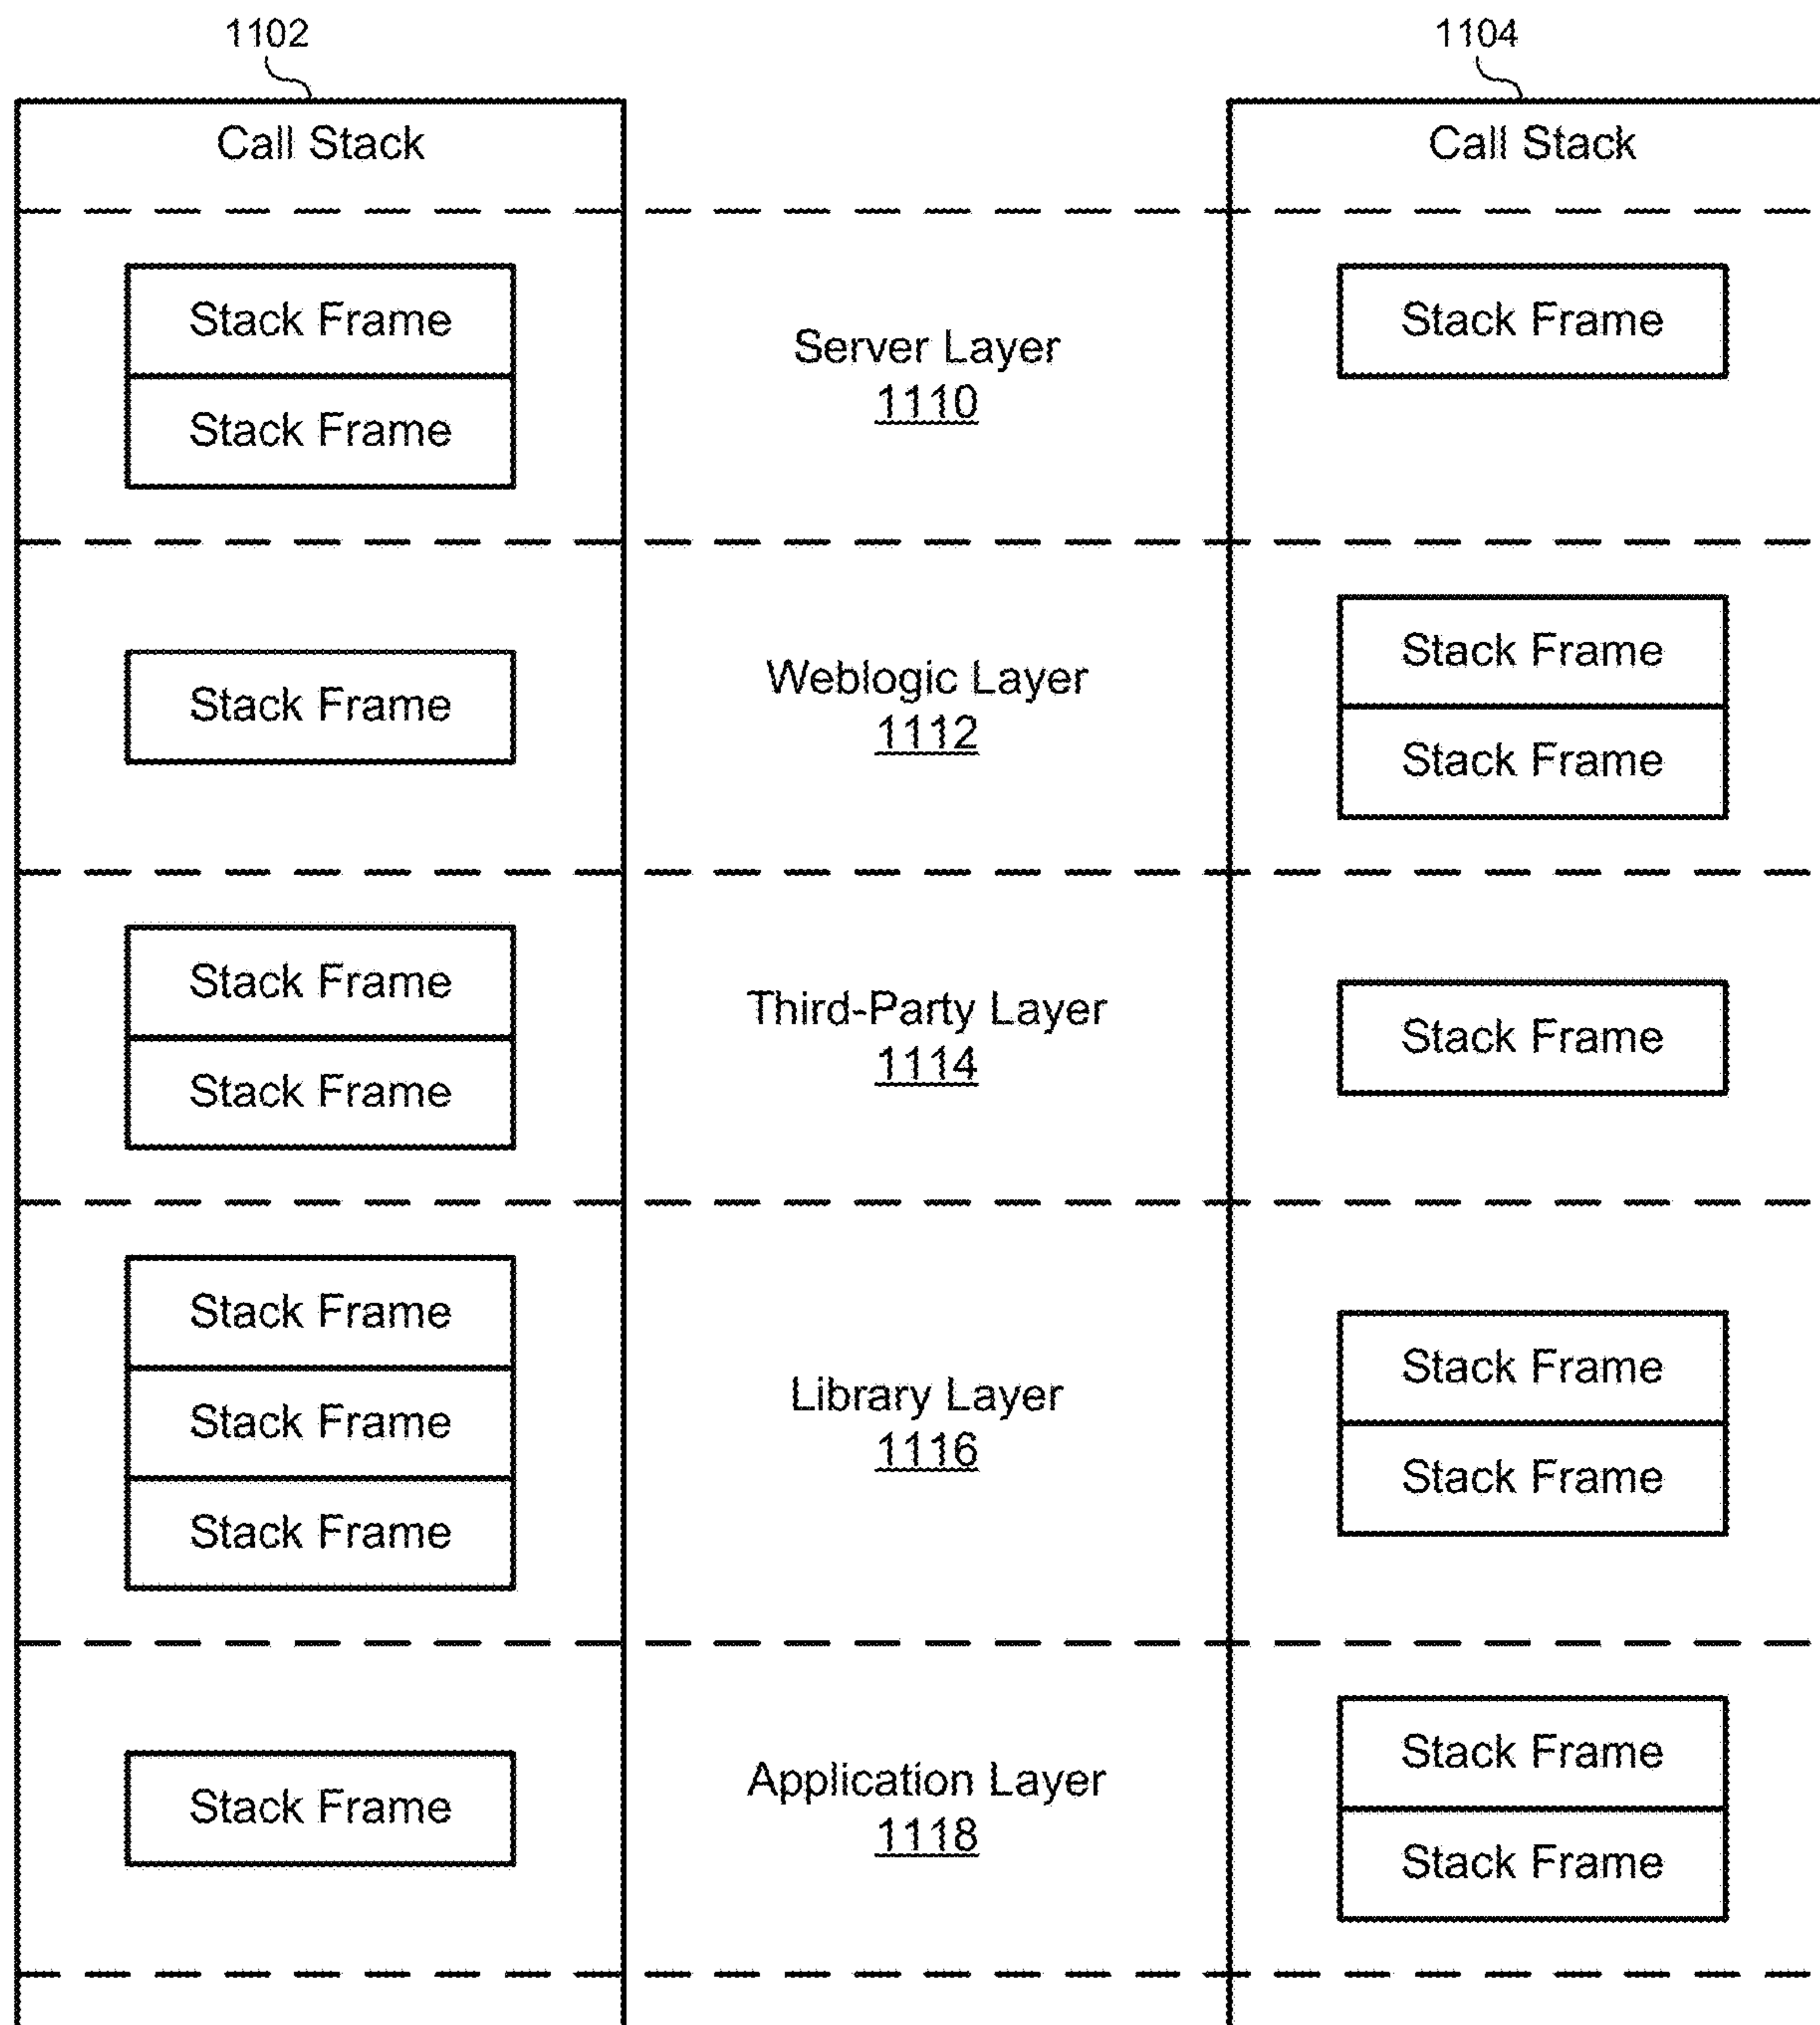 1102
1104
Call Stack
Call Stack
Stack Frame
Stack Frame
Server Layer
1110
Stack Frame
Stack Frame
Weblogic Layer
1112
Stack Frame
Stack Frame
Stack Frame
Stack Frame
Third-Party Layer
1114
Stack Frame
Stack Frame
Stack Frame
Stack Frame
Library Layer
1116
Stack Frame
Stack Frame
Stack Frame
Application Layer
1118
Stack Frame
Stack Frame